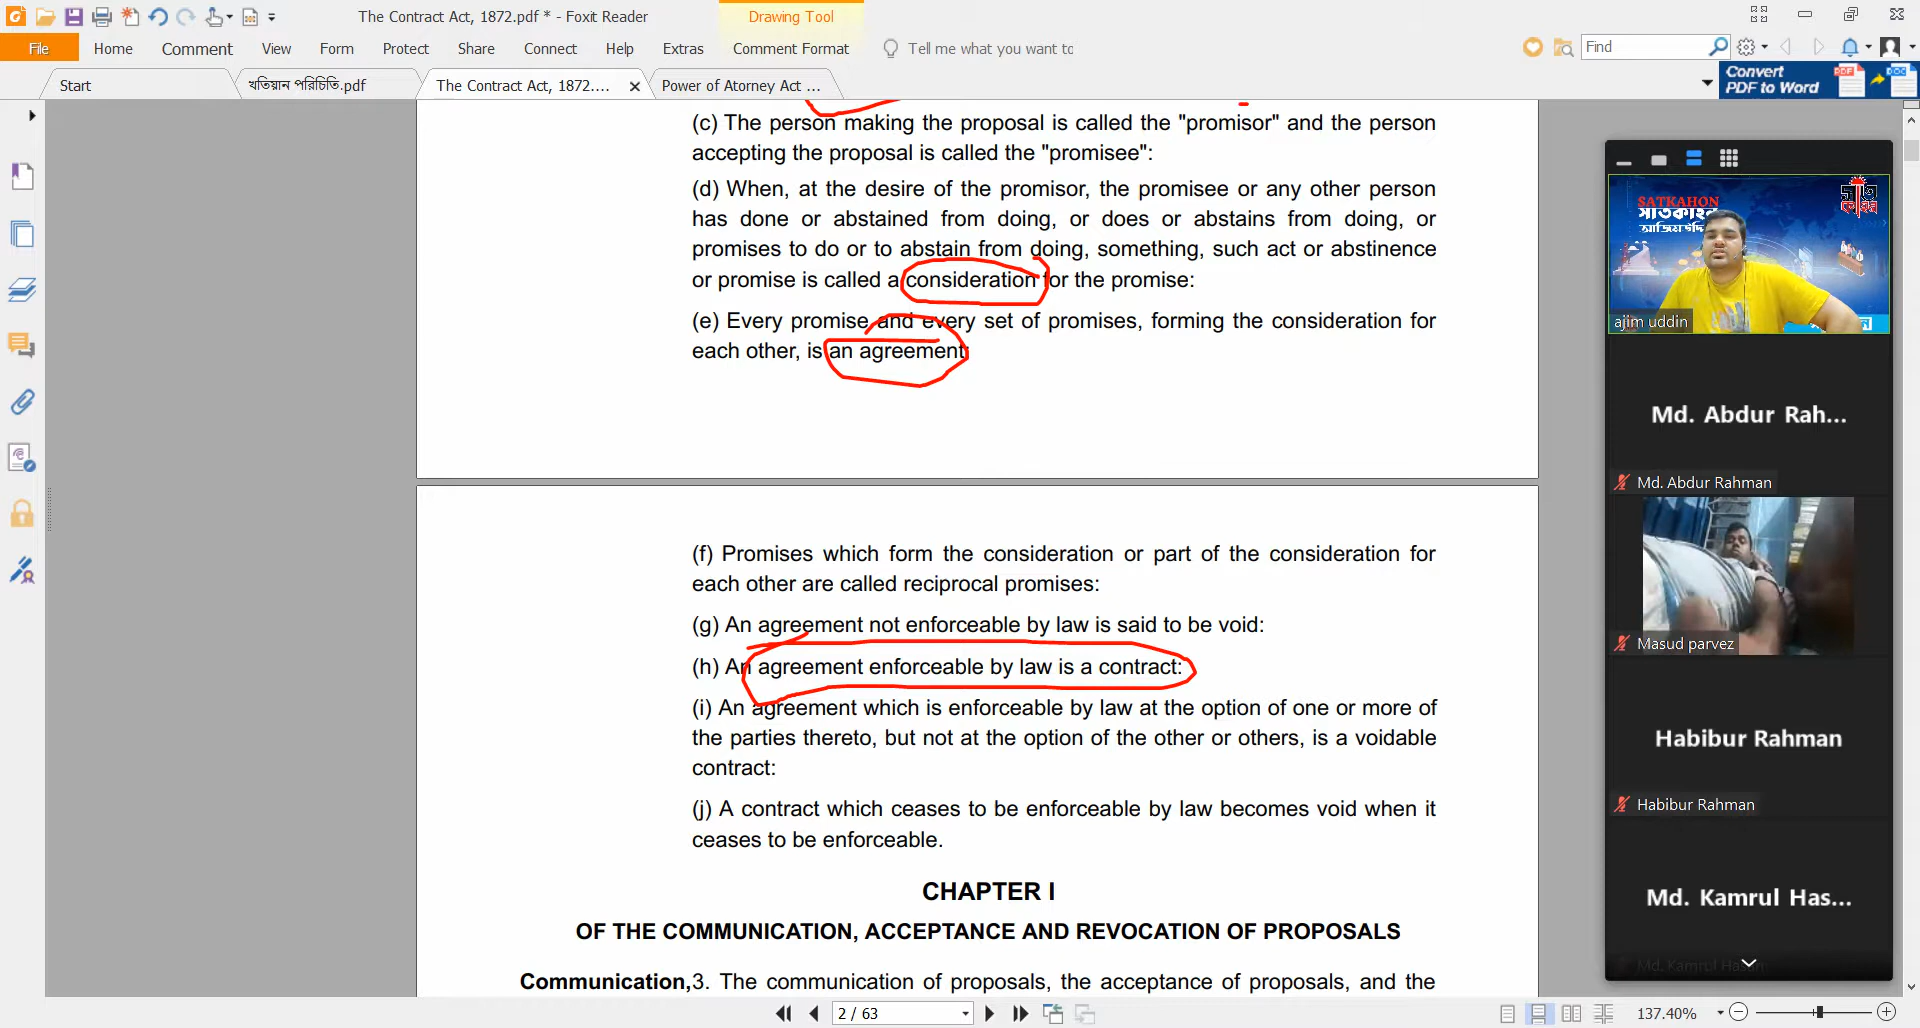 The Contract Act, 1872.pdf * - Foxit Reader
Drawing Tool
File
Home
Comment
View
Form
Protect
Share
Connect
Help
Extras
Comment Format
Tell me what you want to
Find
Start
খতিয়ান পরিচিতি.pdf
The Contract Act, 1872....
Power of Atorney Act ...
Convert
PDF to Word
(c) The person making the proposal is called the "promisor" and the person
accepting the proposal is called the "promisee":
(d) When, at the desire of the promisor, the promisee or any other person
has done or abstained from doing, or does or abstains from doing, or
promises to do or to abstain from doing, something, such act or abstinence
or promise is called a consideration for the promise:
(e) Every promise and every set of promises, forming the consideration for
each other, is an agreement:
(f) Promises which form the consideration or part of the consideration for
each other are called reciprocal promises:
(g) An agreement not enforceable by law is said to be void:
(h) An agreement enforceable by law is a contract:
(i) An agreement which is enforceable by law at the option of one or more of
the parties thereto, but not at the option of the other or others, is a voidable
contract:
(j) A contract which ceases to be enforceable by law becomes void when it
ceases to be enforceable.
CHAPTER I
OF THE COMMUNICATION, ACCEPTANCE AND REVOCATION OF PROPOSALS
Communication, 3. The communication of proposals, the acceptance of proposals, and the
SATKAHON
সাতকাহন
ajim uddin
Md. Abdur Rah...
Md. Abdur Rahman
Masud parvez
Habibur Rahman
Habibur Rahman
Md. Kamrul Has...
Md. Kamrul Hasan
2 / 63
137.40%